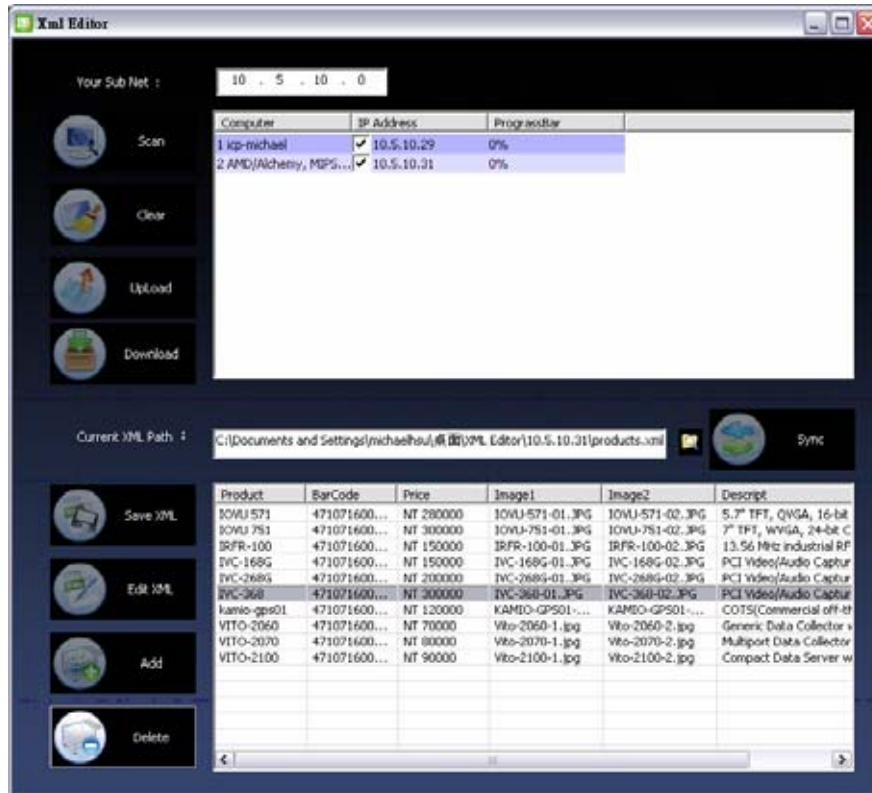 Xml Editor
Your Sub Net :
10 . 5 . 10 . 0
Scan
Clear
UpLoad
Download
Computer IP Address PrograssBar
1 icp-michael 10.5.10.29 0%
2 AMD/Alchemy, MIPS... 10.5.10.31 0%
Current XML Path :
C:\Documents and Settings\michaelhsu\桌面\XML Editor\10.5.10.31\products.xml
Sync
Save XML
Edit XML
Add
Delete
Product BarCode Price Image1 Image2 Descript
IOVU 571 471071600... NT 280000 IOVU-571-01.JPG IOVU-571-02.JPG 5.7" TFT, QVGA, 16-bit
IOVU 751 471071600... NT 300000 IOVU-751-01.JPG IOVU-751-02.JPG 7" TFT, WVGA, 24-bit C
IRFR-100 471071600... NT 150000 IRFR-100-01.JPG IRFR-100-02.JPG 13.56 MHz industrial RF
IVC-168G 471071600... NT 150000 IVC-168G-01.JPG IVC-168G-02.JPG PCI Video/Audio Captur
IVC-268G 471071600... NT 200000 IVC-268G-01.JPG IVC-268G-02.JPG PCI Video/Audio Captur
IVC-368 471071600... NT 300000 IVC-368-01.JPG IVC-368-02.JPG PCI Video/Audio Captur
kamio-gps01 471071600... NT 120000 KAMIO-GPS01-... KAMIO-GPS01-... COTS(Commercial off-th
VITO-2060 471071600... NT 70000 Vito-2060-1.jpg Vito-2060-2.jpg Generic Data Collector w
VITO-2070 471071600... NT 80000 Vito-2070-1.jpg Vito-2070-2.jpg Multiport Data Collector
VITO-2100 471071600... NT 90000 Vito-2100-1.jpg Vito-2100-2.jpg Compact Data Server w